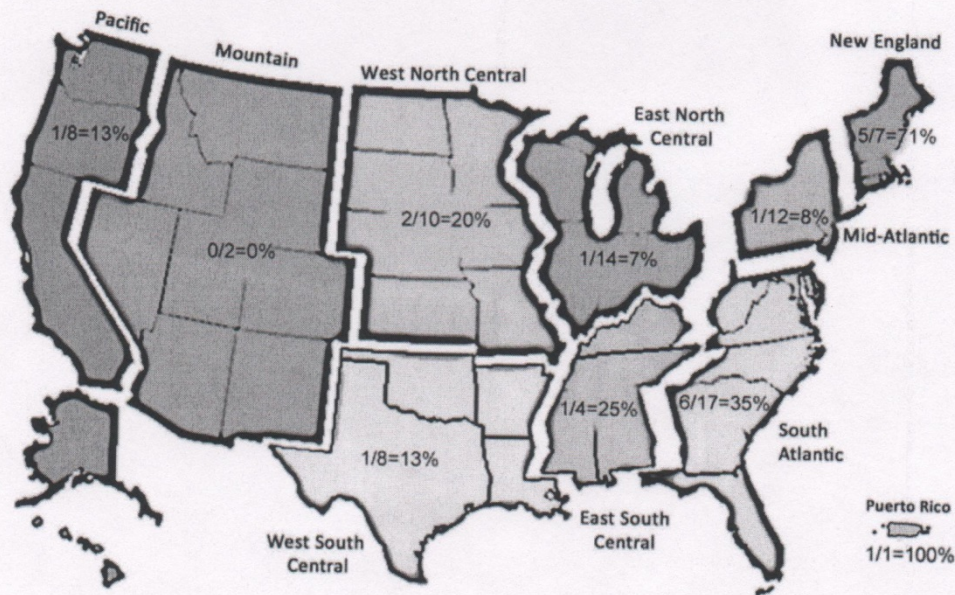 Pacific
Mountain
West North Central
New England
East North
Central
1/8=13%
5/7=71%
2/10=20%
1/12=8%
0/2=0%
1/14=7%
Mid-Atlantic
1/4=25%
6/17=35%
1/8=13%
South
Atlantic
West South
Central
East South
Central
Puerto Rico
1/1=100%